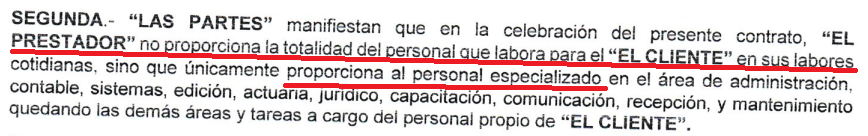 SEGUNDA.- "LAS PARTES" manifiestan que en la celebración del presente contrato, "EL
PRESTADOR" no proporciona la totalidad del personal que labora para el "EL CLIENTE" en sus labores
cotidianas, sino que únicamente proporciona al personal especializado en el área de administración,
contable, sistemas, edición, actuaria, jurídico, capacitación, comunicación, recepción, y mantenimiento
quedando las demás áreas y tareas a cargo del personal propio de "EL CLIENTE".